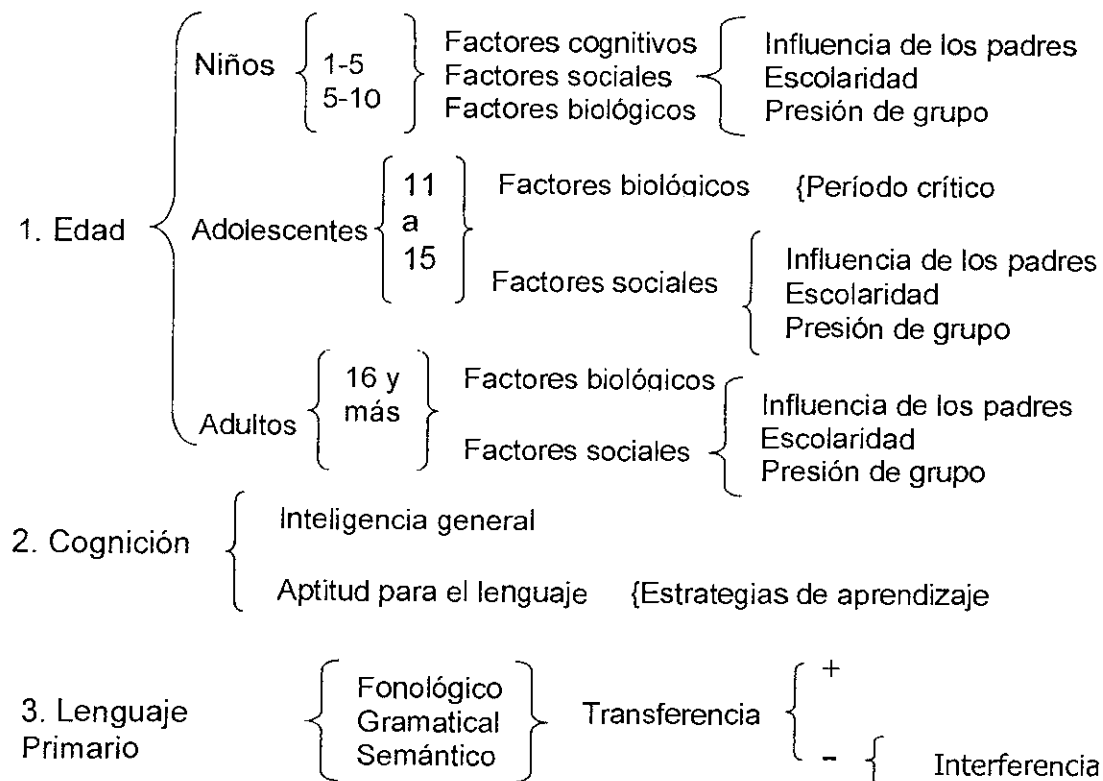 Niños
1-5
5-10
Factores cognitivos
Factores sociales
Factores biológicos
Influencia de los padres
Escolaridad
Presión de grupo
1. Edad
Adolescentes
11
a
15
Factores biológicos
{Período crítico
Factores sociales
Influencia de los padres
Escolaridad
Presión de grupo
Adultos
16 y
más
Factores biológicos
Factores sociales
Influencia de los padres
Escolaridad
Presión de grupo
2. Cognición
Inteligencia general
Aptitud para el lenguaje
{Estrategias de aprendizaje
3. Lenguaje
Primario
Fonológico
Gramatical
Semántico
Transferencia
+
-
Interferencia